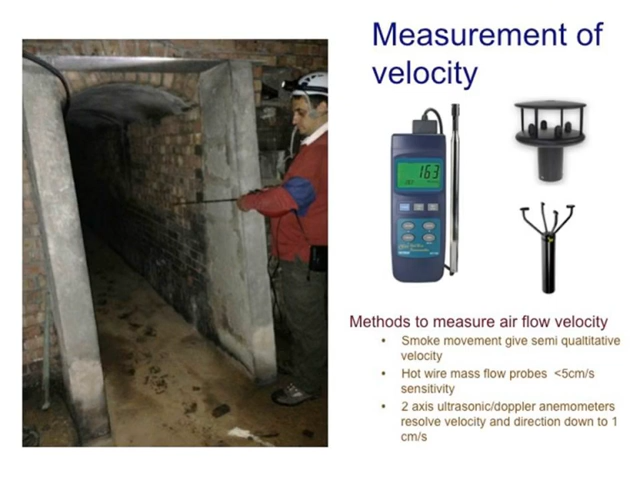 Measurement of
velocity
163
Methods to measure air flow velocity
• Smoke movement give semi qualtitative
velocity
• Hot wire mass flow probes <5cm/s
sensitivity
• 2 axis ultrasonic/doppler anemometers
resolve velocity and direction down to 1
cm/s